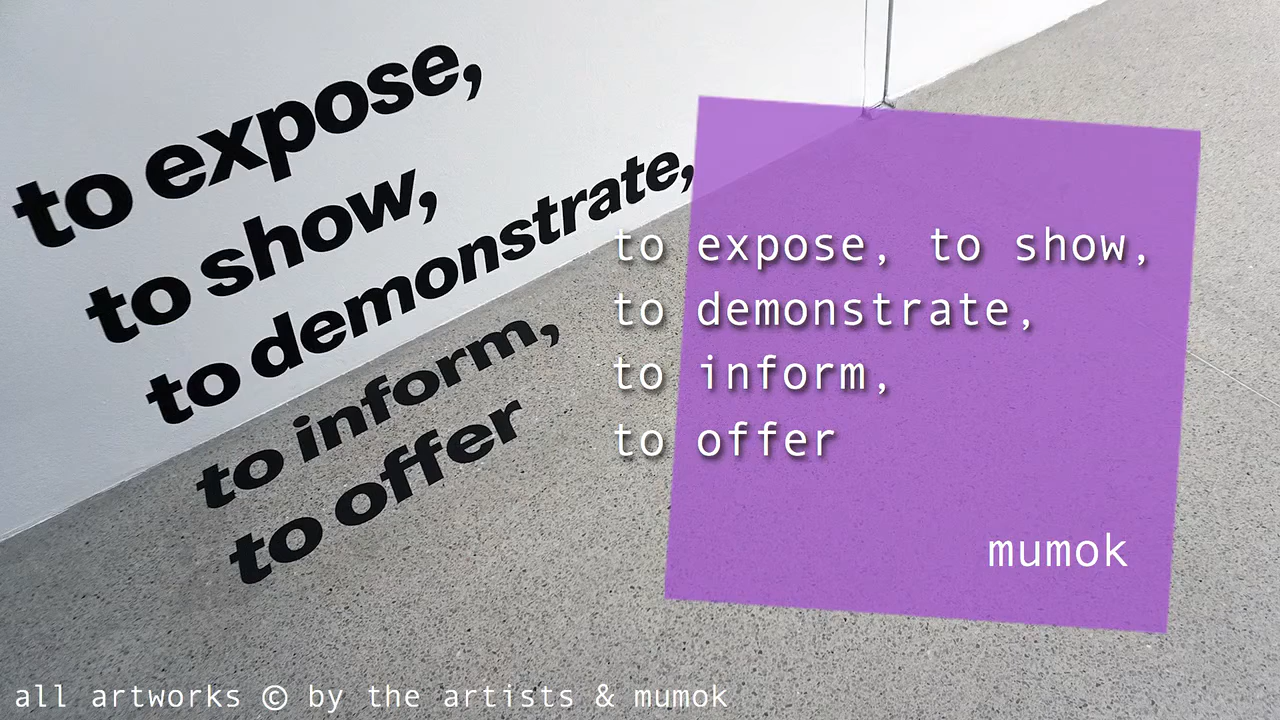 to expose,
to show,
to demonstrate,
to inform,
to offer
to expose, to show,
to demonstrate,
to inform,
to offer
mumok
all artworks © by the artists & mumok